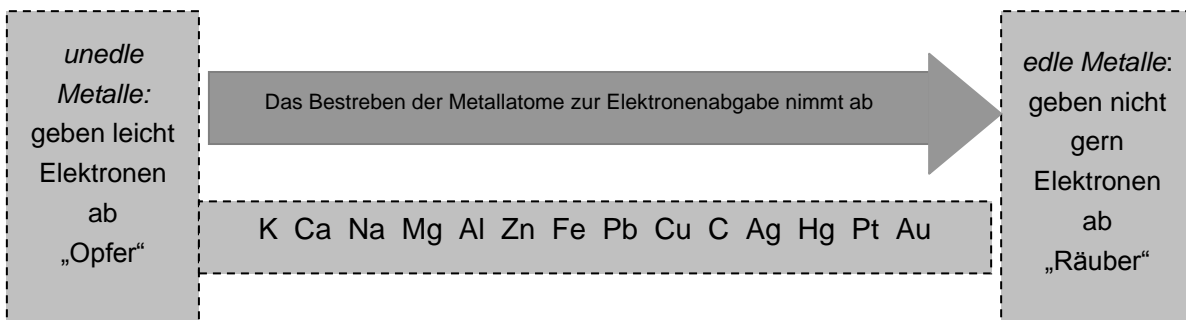 unedle
Metalle:
geben leicht
Elektronen
ab
„Opfer“
Das Bestreben der Metallatome zur Elektronenabgabe nimmt ab
K Ca Na Mg Al Zn Fe Pb Cu C Ag Hg Pt Au
edle Metalle:
geben nicht
gern
Elektronen
ab
„Räuber“